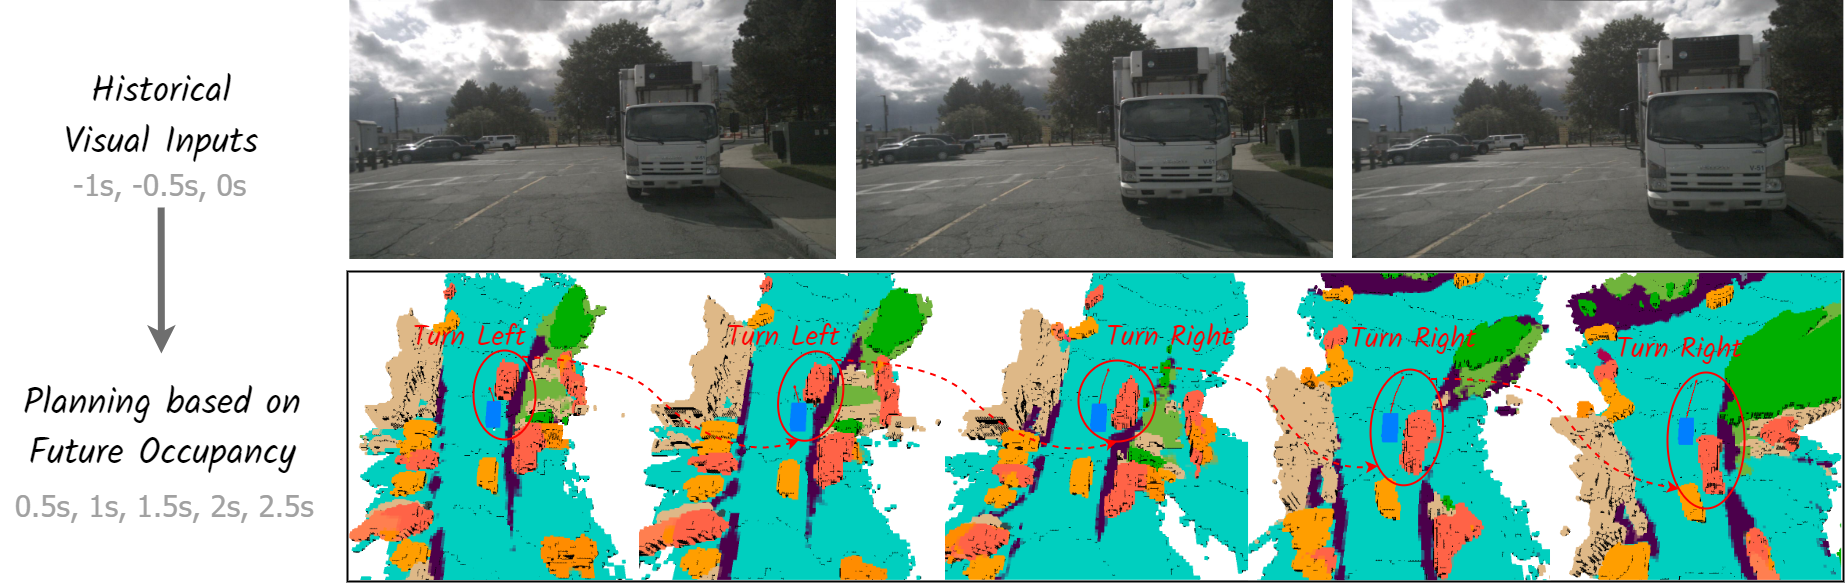 Historical
Visual Inputs
-1s, -0.5s, 0s
Planning based on
Future Occupancy
0.5s, 1s, 1.5s, 2s, 2.5s
Turn Left
Turn Left
Turn Right
Turn Right
Turn Right